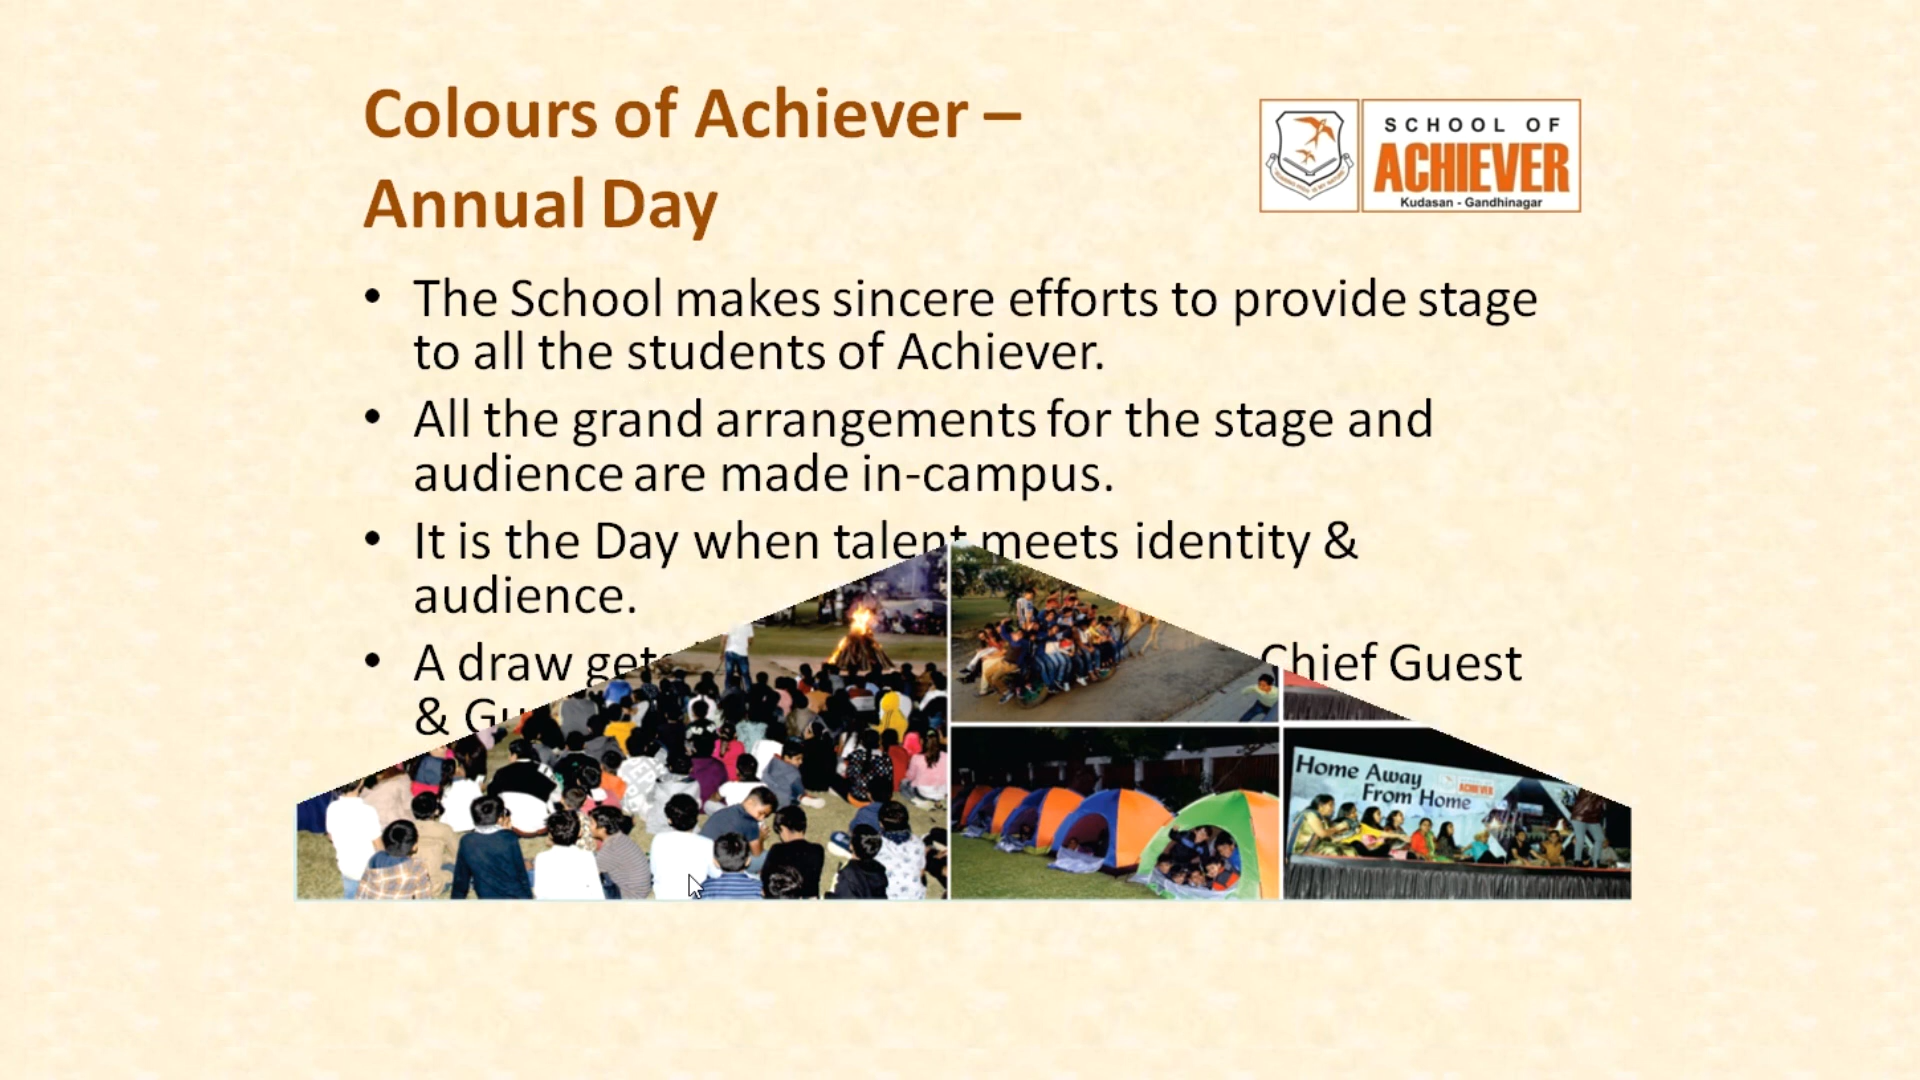 Colours of Achiever –
Annual Day
SCHOOL OF
ACHIEVER
Kudasan - Gandhinagar
• The School makes sincere efforts to provide stage
to all the students of Achiever.
• All the grand arrangements for the stage and
audience are made in-campus.
• It is the Day when talent meets identity &
audience.
• A draw gets Chief Guest
&
Home Away
From Home
ACHIEVER